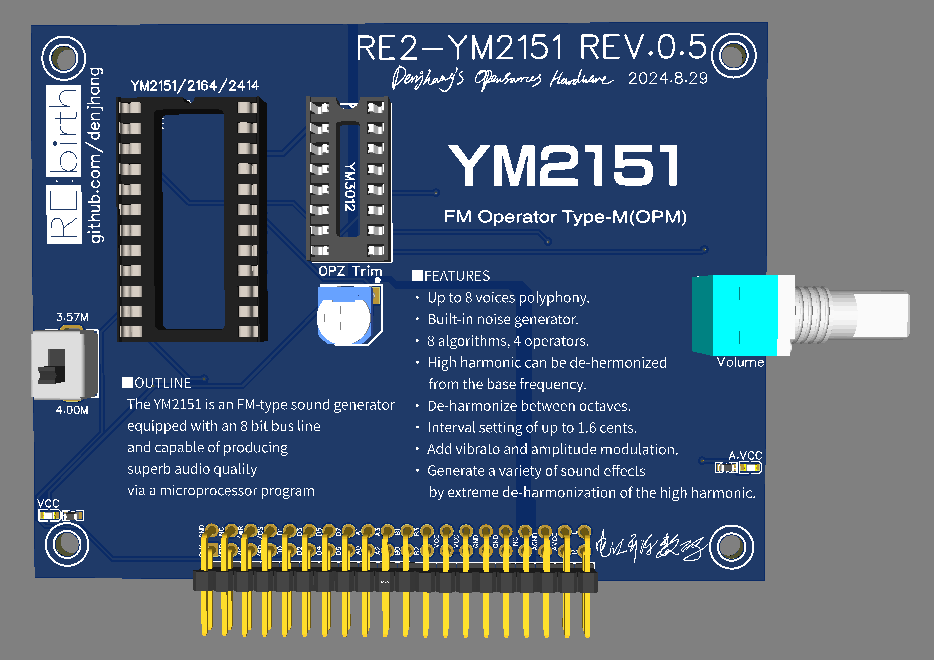 RE2-YM2151 REV.0.5
Denjhang's Opensources Hardware 2024.8.29
RE:birth
github.com/denjhang
YM2151/2164/2414
YM3012
YM2151
FM Operator Type-M(OPM)
OPZ Trim
■FEATURES
・ Up to 8 voices polyphony.
・ Built-in noise generator.
・ 8 algorithms, 4 operators.
・ High harmonic can be de-hermonized
from the base frequency.
・ De-harmonize between octaves.
・ Interval setting of up to 1.6 cents.
・ Add vibrato and amplitude modulation.
・ Generate a variety of sound effects
by extreme de-harmonization of the high harmonic.
Volume
3.57M
4.00M
■OUTLINE
The YM2151 is an FM-type sound generator
equipped with an 8 bit bus line
and capable of producing
superb audio quality
via a microprocessor program
A.VCC
VCC